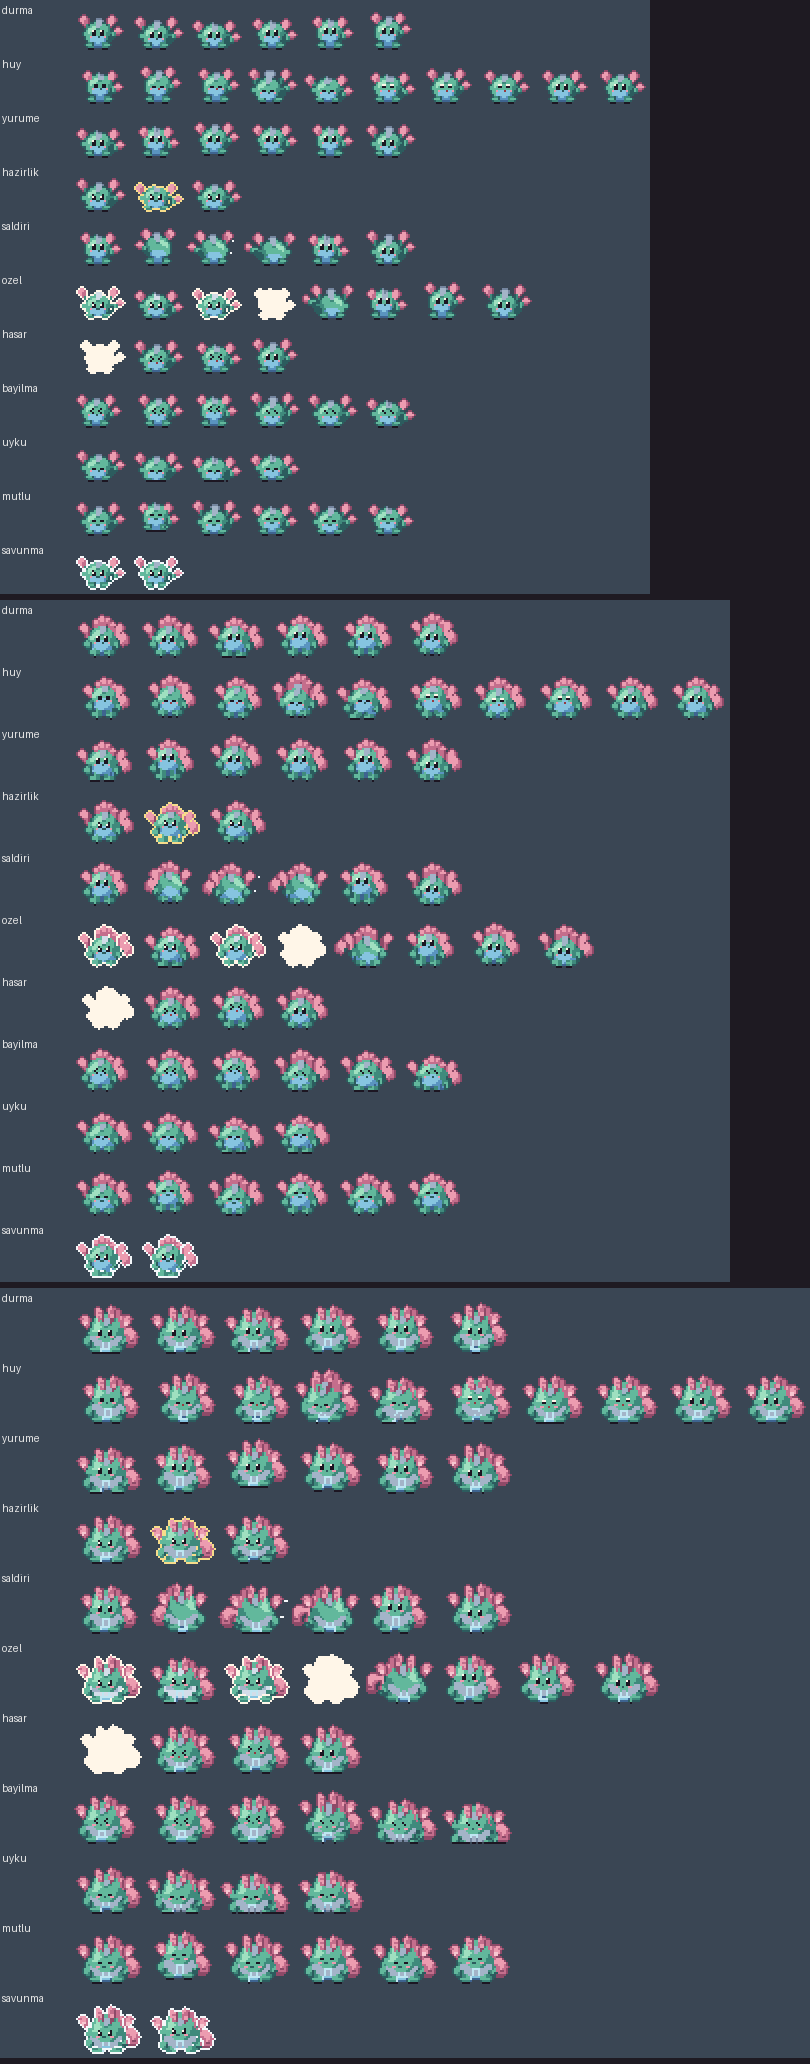 durma
huy
yurume
hazirlik
saldiri
ozel
hasar
bayilma
uyku
mutlu
savunma
durma
huy
yurume
hazirlik
saldiri
ozel
hasar
bayilma
uyku
mutlu
savunma
durma
huy
yurume
hazirlik
saldiri
ozel
hasar
bayilma
uyku
mutlu
savunma